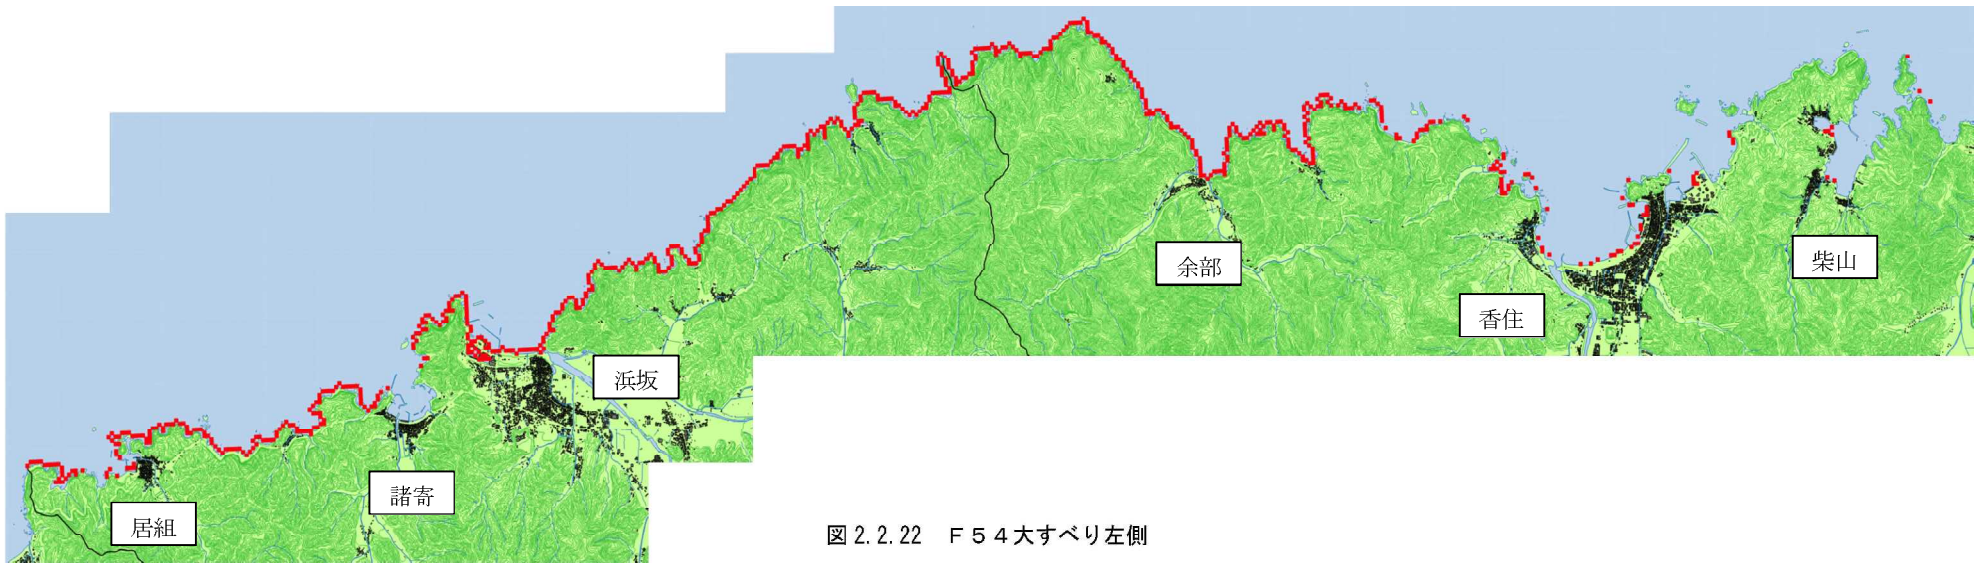 柴山
余部
香住
浜坂
諸寄
居組
図2.2.22 F54大すべり左側